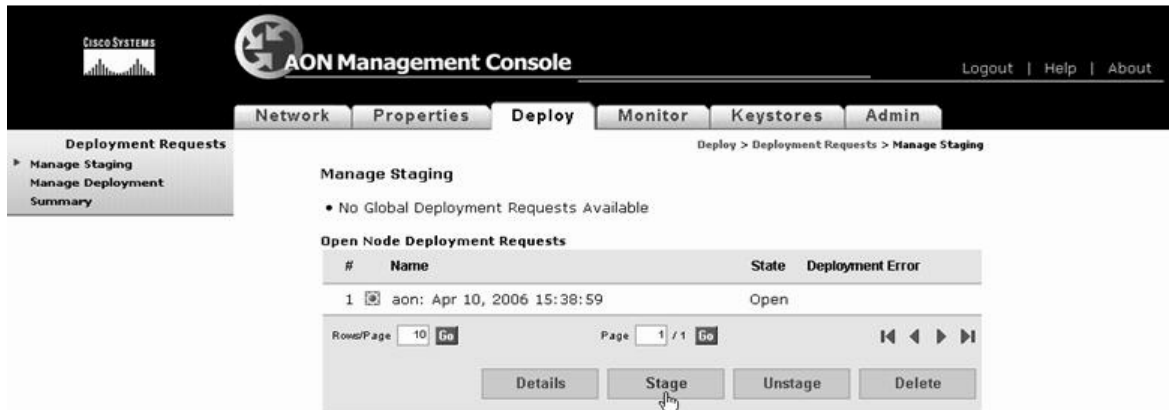 CISCO SYSTEMS
AON Management Console
Logout | Help | About
Network Properties Deploy Monitor Keystores Admin
Deployment Requests
Manage Staging
Manage Deployment
Summary
Deploy > Deployment Requests > Manage Staging
Manage Staging
• No Global Deployment Requests Available
Open Node Deployment Requests
# Name State Deployment Error
1 aon: Apr 10, 2006 15:38:59 Open
Rows/Page 10 Go Page 1 / 1 Go
Details Stage Unstage Delete